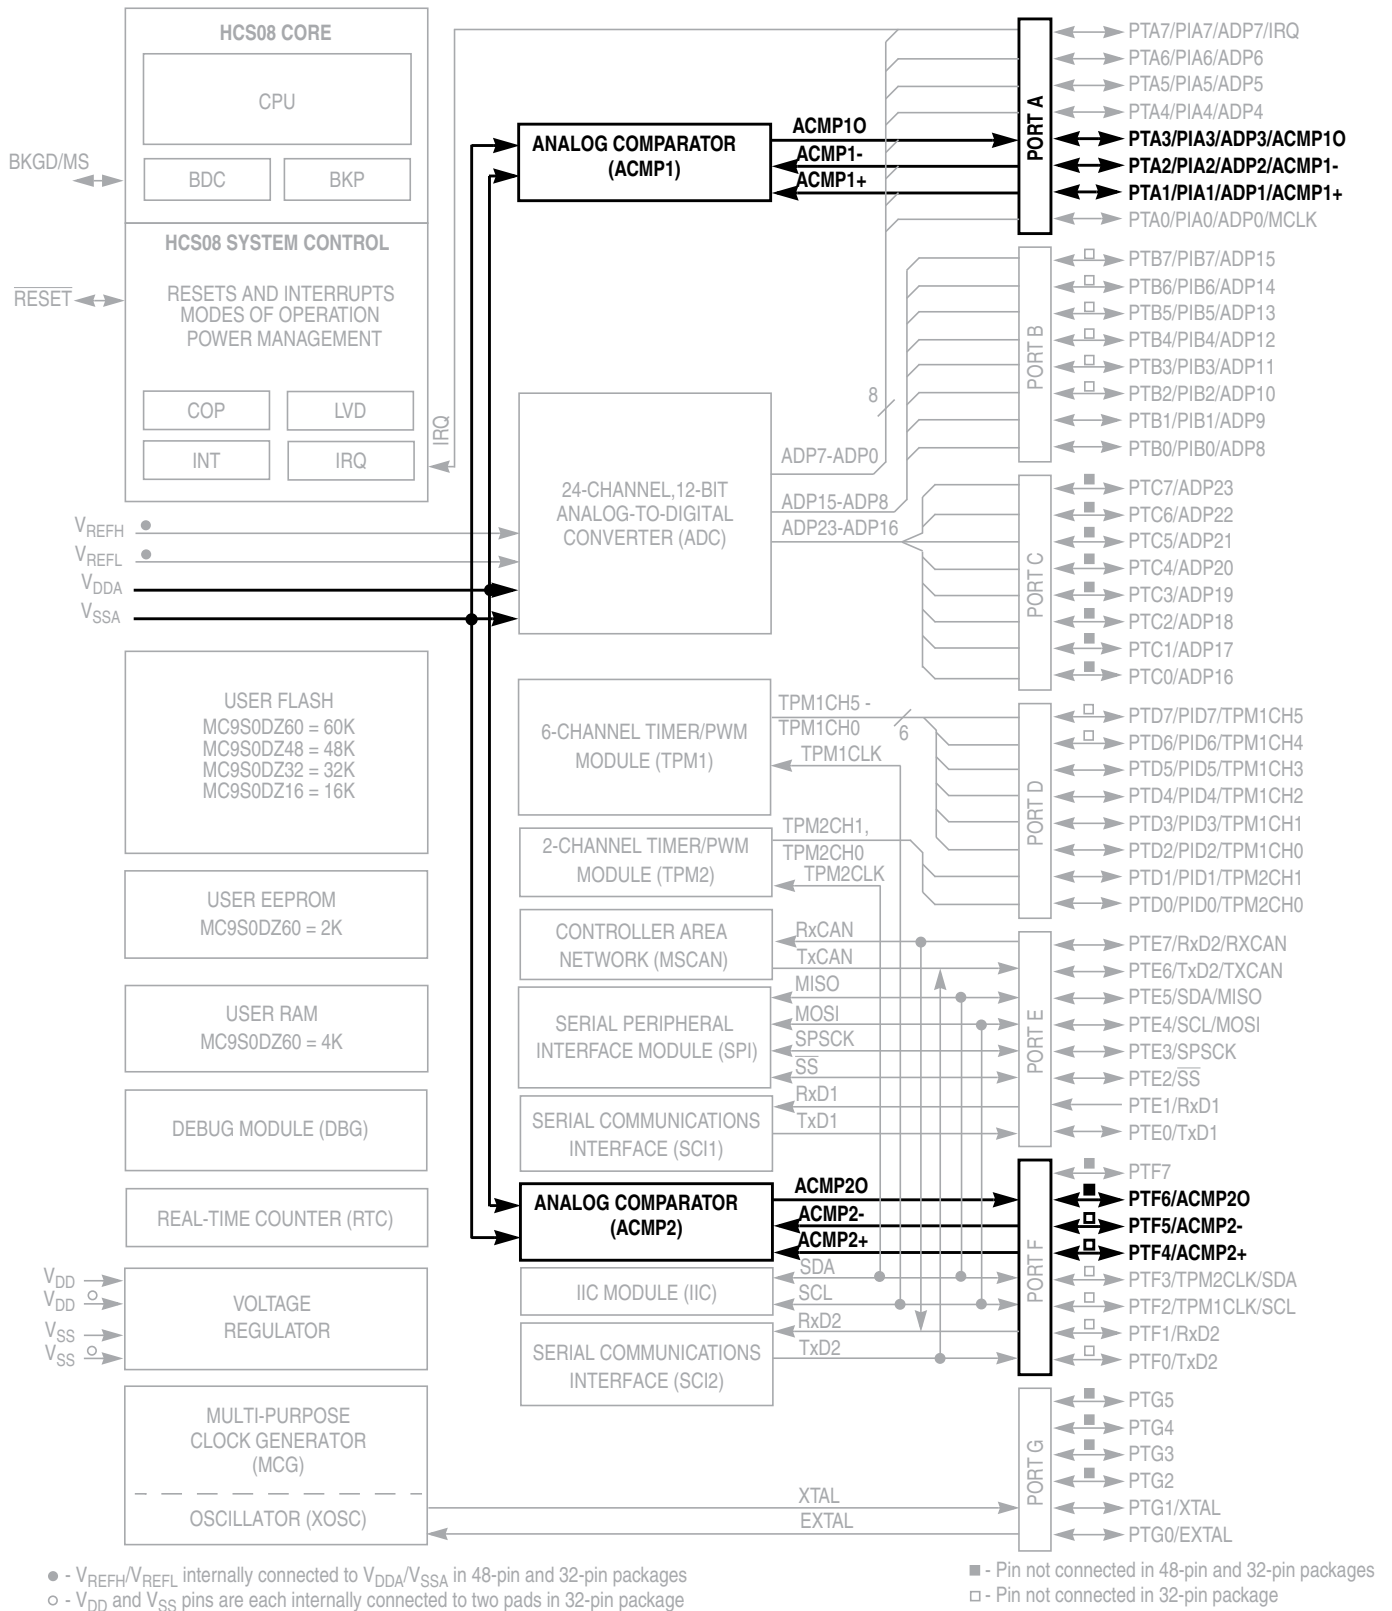 HCS08 CORE
CPU
BDC
BKP
BKGD/MS
HCS08 SYSTEM CONTROL
RESETS AND INTERRUPTS
MODES OF OPERATION
POWER MANAGEMENT
RESET
COP
LVD
INT
IRQ
IRQ
VREFH
VREFL
VDDA
VSSA
USER FLASH
MC9S0DZ60 = 60K
MC9S0DZ48 = 48K
MC9S0DZ32 = 32K
MC9S0DZ16 = 16K
USER EEPROM
MC9S0DZ60 = 2K
USER RAM
MC9S0DZ60 = 4K
DEBUG MODULE (DBG)
REAL-TIME COUNTER (RTC)
VDD
VDD
VSS
VSS
VOLTAGE
REGULATOR
MULTI-PURPOSE
CLOCK GENERATOR
(MCG)
OSCILLATOR (XOSC)
ANALOG COMPARATOR
(ACMP1)
ACMP1O
ACMP1-
ACMP1+
24-CHANNEL,12-BIT
ANALOG-TO-DIGITAL
CONVERTER (ADC)
8
ADP7-ADP0
ADP15-ADP8
ADP23-ADP16
6-CHANNEL TIMER/PWM
MODULE (TPM1)
TPM1CH5 -
TPM1CH0
6
TPM1CLK
2-CHANNEL TIMER/PWM
MODULE (TPM2)
TPM2CH1,
TPM2CH0
TPM2CLK
CONTROLLER AREA
NETWORK (MSCAN)
RxCAN
TxCAN
SERIAL PERIPHERAL
INTERFACE MODULE (SPI)
MISO
MOSI
SPSCK
SS
SERIAL COMMUNICATIONS
INTERFACE (SCI1)
RxD1
TxD1
ANALOG COMPARATOR
(ACMP2)
ACMP2O
ACMP2-
ACMP2+
IIC MODULE (IIC)
SDA
SCL
SERIAL COMMUNICATIONS
INTERFACE (SCI2)
RxD2
TxD2
XTAL
EXTAL
PORT A
PTA7/PIA7/ADP7/IRQ
PTA6/PIA6/ADP6
PTA5/PIA5/ADP5
PTA4/PIA4/ADP4
PTA3/PIA3/ADP3/ACMP1O
PTA2/PIA2/ADP2/ACMP1-
PTA1/PIA1/ADP1/ACMP1+
PTA0/PIA0/ADP0/MCLK
PORT B
PTB7/PIB7/ADP15
PTB6/PIB6/ADP14
PTB5/PIB5/ADP13
PTB4/PIB4/ADP12
PTB3/PIB3/ADP11
PTB2/PIB2/ADP10
PTB1/PIB1/ADP9
PTB0/PIB0/ADP8
PORT C
PTC7/ADP23
PTC6/ADP22
PTC5/ADP21
PTC4/ADP20
PTC3/ADP19
PTC2/ADP18
PTC1/ADP17
PTC0/ADP16
PORT D
PTD7/PID7/TPM1CH5
PTD6/PID6/TPM1CH4
PTD5/PID5/TPM1CH3
PTD4/PID4/TPM1CH2
PTD3/PID3/TPM1CH1
PTD2/PID2/TPM1CH0
PTD1/PID1/TPM2CH1
PTD0/PID0/TPM2CH0
PORT E
PTE7/RxD2/RXCAN
PTE6/TxD2/TXCAN
PTE5/SDA/MISO
PTE4/SCL/MOSI
PTE3/SPSCK
PTE2/SS
PTE1/RxD1
PTE0/TxD1
PORT F
PTF7
PTF6/ACMP2O
PTF5/ACMP2-
PTF4/ACMP2+
PTF3/TPM2CLK/SDA
PTF2/TPM1CLK/SCL
PTF1/RxD2
PTF0/TxD2
PORT G
PTG5
PTG4
PTG3
PTG2
PTG1/XTAL
PTG0/EXTAL
● - VREFH/VREFL internally connected to VDDA/VSSA in 48-pin and 32-pin packages
○ - VDD and VSS pins are each internally connected to two pads in 32-pin package
■ - Pin not connected in 48-pin and 32-pin packages
□ - Pin not connected in 32-pin package